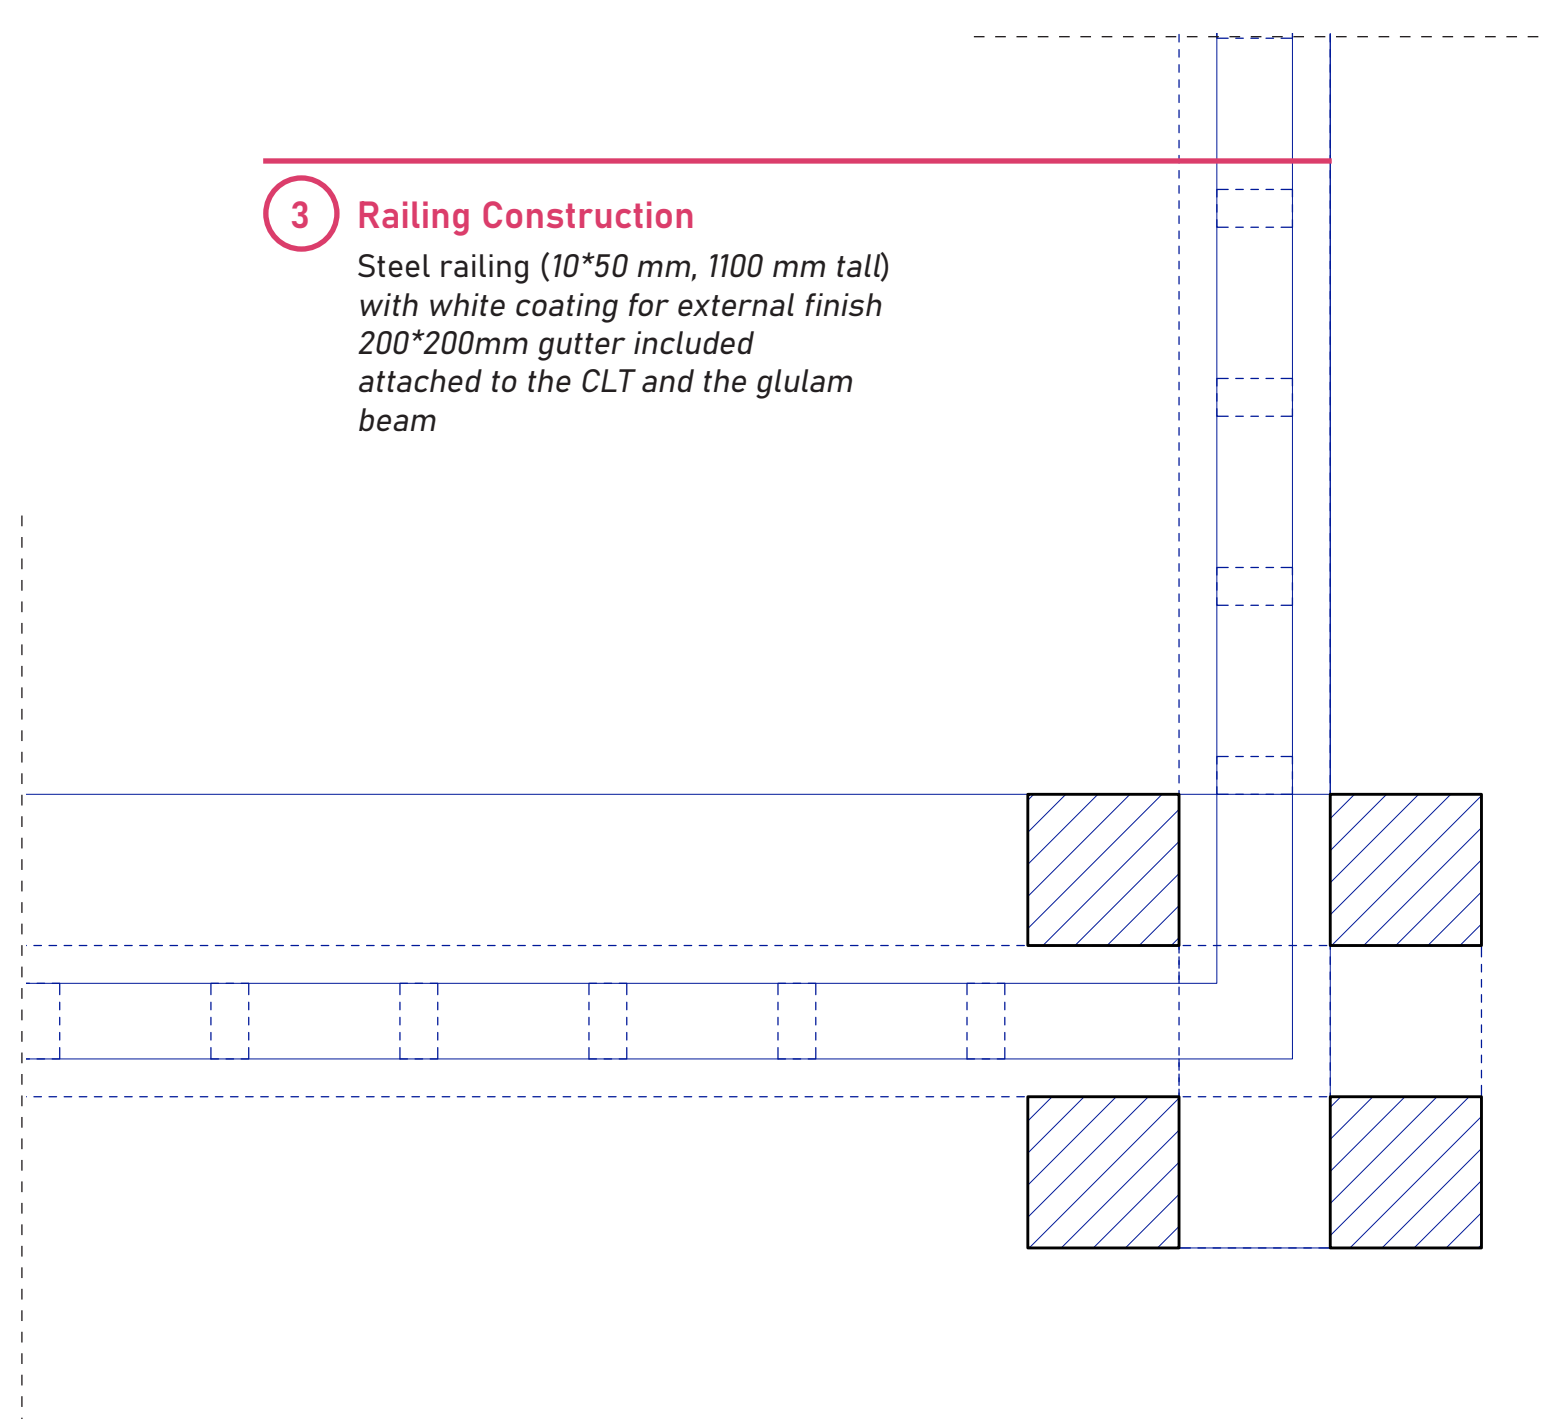 3 Railing Construction
Steel railing (10*50 mm, 1100 mm tall)
with white coating for external finish
200*200mm gutter included
attached to the CLT and the glulam
beam